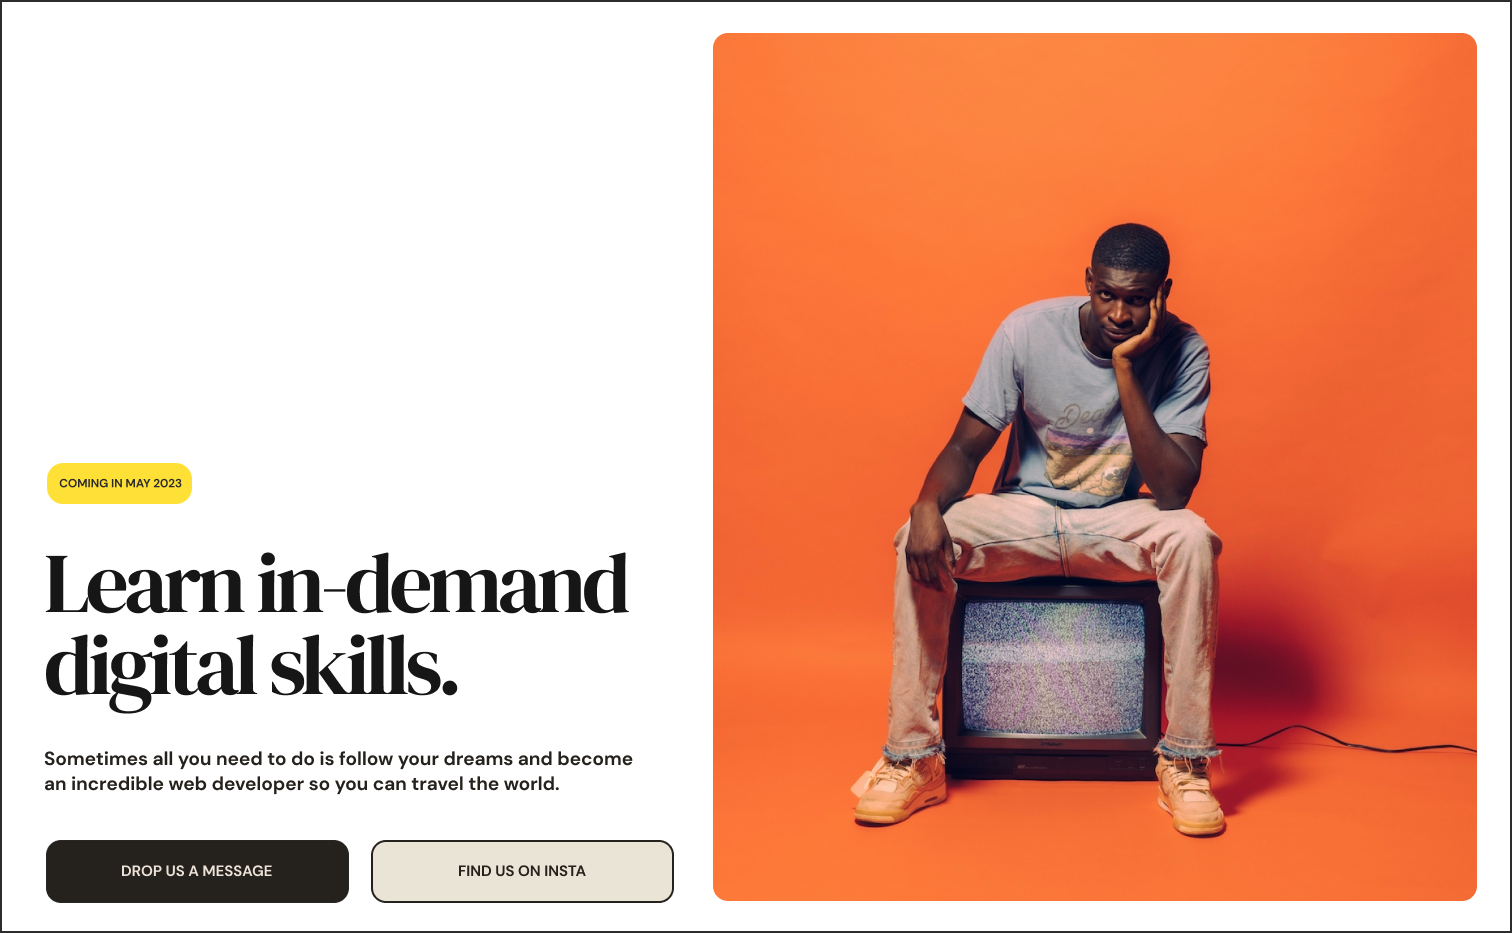 COMING IN MAY 2023
Learn in-demand
digital skills.
Sometimes all you need to do is follow your dreams and become
an incredible web developer so you can travel the world.
DROP US A MESSAGE
FIND US ON INSTA